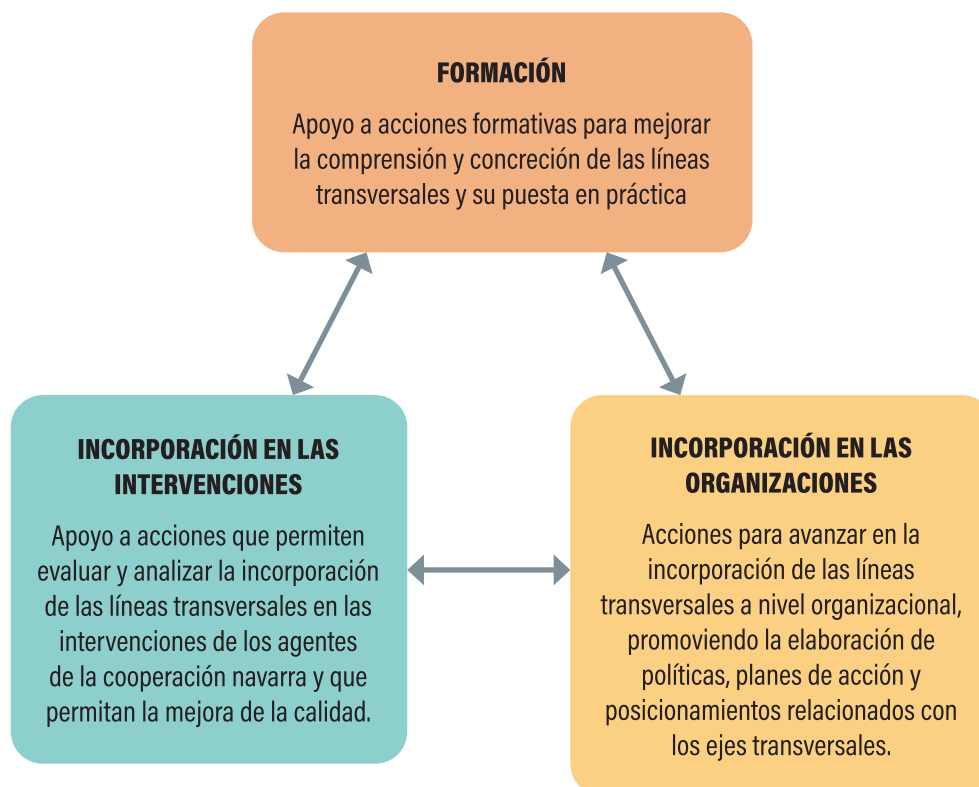 FORMACIÓN
Apoyo a acciones formativas para mejorar
la comprensión y concreción de las líneas
transversales y su puesta en práctica
INCORPORACIÓN EN LAS
INTERVENCIONES
Apoyo a acciones que permiten
evaluar y analizar la incorporación
de las líneas transversales en las
intervenciones de los agentes
de la cooperación navarra y que
permitan la mejora de la calidad.
INCORPORACIÓN EN LAS
ORGANIZACIONES
Acciones para avanzar en la
incorporación de las líneas
transversales a nivel organizacional,
promoviendo la elaboración de
políticas, planes de acción y
posicionamientos relacionados con
los ejes transversales.